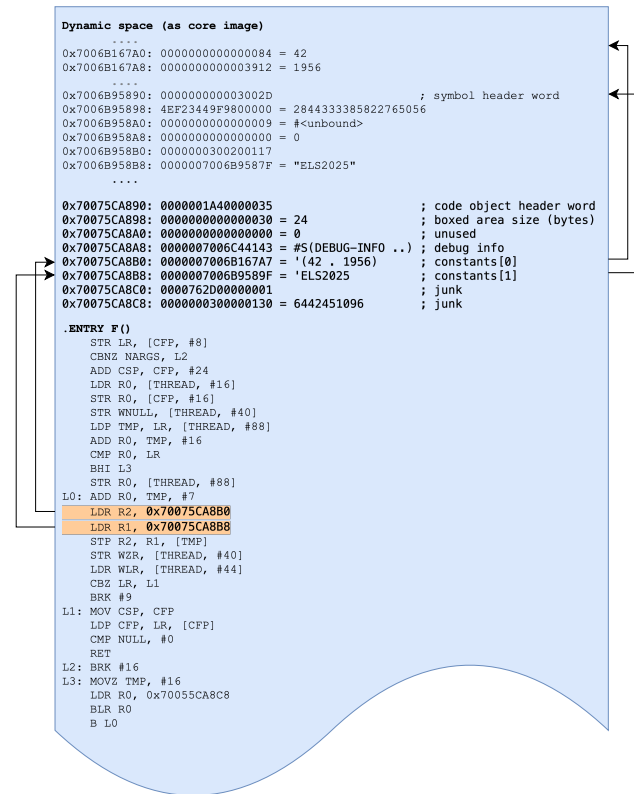 Dynamic space (as core image)
....
0x7006B167A0: 0000000000000084 = 42
0x7006B167A8: 0000000000003912 = 1956
....
0x7006B95890: 000000000003002D ; symbol header word
0x7006B95898: 4EF23449F9800000 = 2844333385822765056
0x7006B958A0: 0000000000000009 = #<unbound>
0x7006B958A8: 0000000000000000 = 0
0x7006B958B0: 0000000300200117
0x7006B958B8: 0000007006B9587F = "ELS2025"
....
0x70075CA890: 0000001A40000035 ; code object header word
0x70075CA898: 0000000000000030 = 24 ; boxed area size (bytes)
0x70075CA8A0: 0000000000000000 = 0 ; unused
0x70075CA8A8: 0000007006C44143 = #S(DEBUG-INFO ..) ; debug info
0x70075CA8B0: 0000007006B167A7 = '(42 . 1956) ; constants[0]
0x70075CA8B8: 0000007006B9589F = 'ELS2025 ; constants[1]
0x70075CA8C0: 0000762D00000001 ; junk
0x70075CA8C8: 0000000300000130 = 6442451096 ; junk
.ENTRY F()
STR LR, [CFP, #8]
CBNZ NARGS, L2
ADD CSP, CFP, #24
LDR R0, [THREAD, #16]
STR R0, [CFP, #16]
STR WNULL, [THREAD, #40]
LDP TMP, LR, [THREAD, #88]
ADD R0, TMP, #16
CMP R0, LR
BHI L3
STR R0, [THREAD, #88]
L0: ADD R0, TMP, #7
LDR R2, 0x70075CA8B0
LDR R1, 0x70075CA8B8
STP R2, R1, [TMP]
STR WZR, [THREAD, #40]
LDR WLR, [THREAD, #44]
CBZ LR, L1
BRK #9
L1: MOV CSP, CFP
LDP CFP, LR, [CFP]
CMP NULL, #0
RET
L2: BRK #16
L3: MOVZ TMP, #16
LDR R0, 0x70055CA8C8
BLR R0
B L0